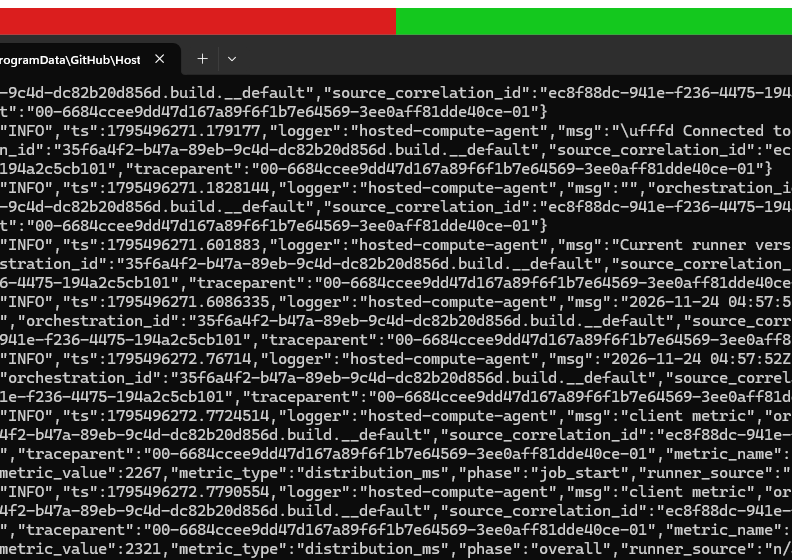 rogramData\GitHub\Host
-9c4d-dc82b20d856d.build.__default","source_correlation_id":"ec8f88dc-941e-f236-4475-194
t":"00-6684ccee9dd47d167a89f6f1b7e64569-3ee0aff81dde40ce-01"}
"INFO","ts":1795496271.179177,"logger":"hosted-compute-agent","msg":"\ufffd Connected to
n_id":"35f6a4f2-b47a-89eb-9c4d-dc82b20d856d.build.__default","source_correlation_id":"ec
194a2c5cb101","traceparent":"00-6684ccee9dd47d167a89f6f1b7e64569-3ee0aff81dde40ce-01"}
"INFO","ts":1795496271.1828144,"logger":"hosted-compute-agent","msg":"","orchestration_i
-9c4d-dc82b20d856d.build.__default","source_correlation_id":"ec8f88dc-941e-f236-4475-194
t":"00-6684ccee9dd47d167a89f6f1b7e64569-3ee0aff81dde40ce-01"}
"INFO","ts":1795496271.601883,"logger":"hosted-compute-agent","msg":"Current runner vers
stration_id":"35f6a4f2-b47a-89eb-9c4d-dc82b20d856d.build.__default","source_correlation_
6-4475-194a2c5cb101","traceparent":"00-6684ccee9dd47d167a89f6f1b7e64569-3ee0aff81dde40ce
"INFO","ts":1795496271.6086335,"logger":"hosted-compute-agent","msg":"2026-11-24 04:57:5
","orchestration_id":"35f6a4f2-b47a-89eb-9c4d-dc82b20d856d.build.__default","source_corr
941e-f236-4475-194a2c5cb101","traceparent":"00-6684ccee9dd47d167a89f6f1b7e64569-3ee0aff8
"INFO","ts":1795496272.76714,"logger":"hosted-compute-agent","msg":"2026-11-24 04:57:52Z
orchestration_id":"35f6a4f2-b47a-89eb-9c4d-dc82b20d856d.build.__default","source_correla
1e-f236-4475-194a2c5cb101","traceparent":"00-6684ccee9dd47d167a89f6f1b7e64569-3ee0aff81d
"INFO","ts":1795496272.7724514,"logger":"hosted-compute-agent","msg":"client metric","or
4f2-b47a-89eb-9c4d-dc82b20d856d.build.__default","source_correlation_id":"ec8f88dc-941e-
","traceparent":"00-6684ccee9dd47d167a89f6f1b7e64569-3ee0aff81dde40ce-01","metric_name":
metric_value":2267,"metric_type":"distribution_ms","phase":"job_start","runner_source":"
"INFO","ts":1795496272.7790554,"logger":"hosted-compute-agent","msg":"client metric","or
4f2-b47a-89eb-9c4d-dc82b20d856d.build.__default","source_correlation_id":"ec8f88dc-941e-
","traceparent":"00-6684ccee9dd47d167a89f6f1b7e64569-3ee0aff81dde40ce-01","metric_name":
metric_value":2321,"metric_type":"distribution_ms","phase":"overall","runner_source":"n/